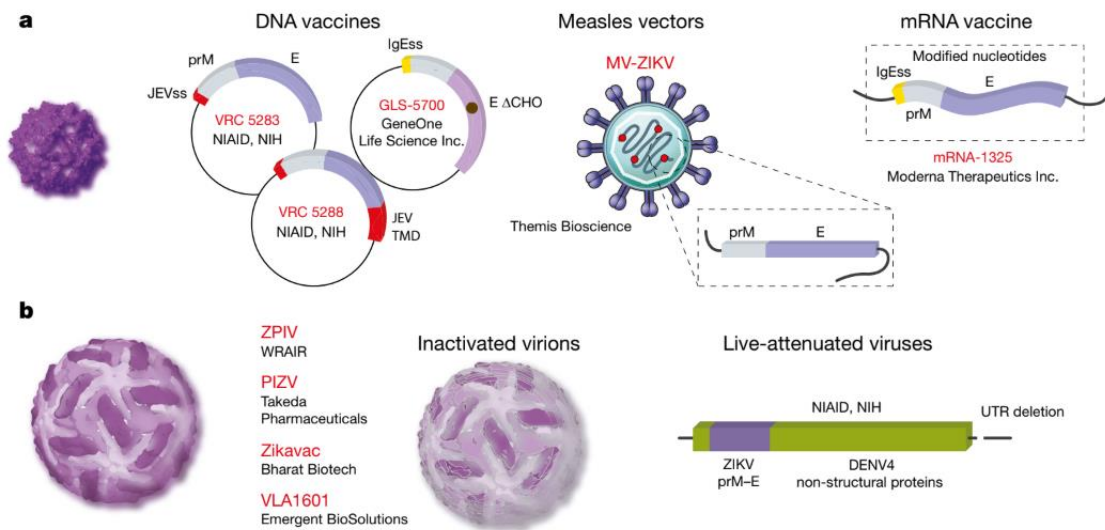 a
DNA vaccines
Measles vectors
mRNA vaccine
prM
E
JEVss
VRC 5283
NIAID, NIH
IgEss
E ΔCHO
GLS-5700
GeneOne
Life Science Inc.
VRC 5288
NIAID, NIH
JEV
TMD
MV-ZIKV
Themis Bioscience
prM
E
Modified nucleotides
IgEss
E
prM
mRNA-1325
Moderna Therapeutics Inc.
b
ZPIV
WRAIR
PIZV
Takeda
Pharmaceuticals
Zikavac
Bharat Biotech
VLA1601
Emergent BioSolutions
Inactivated virions
Live-attenuated viruses
NIAID, NIH
UTR deletion
ZIKV
prM–E
DENV4
non-structural proteins